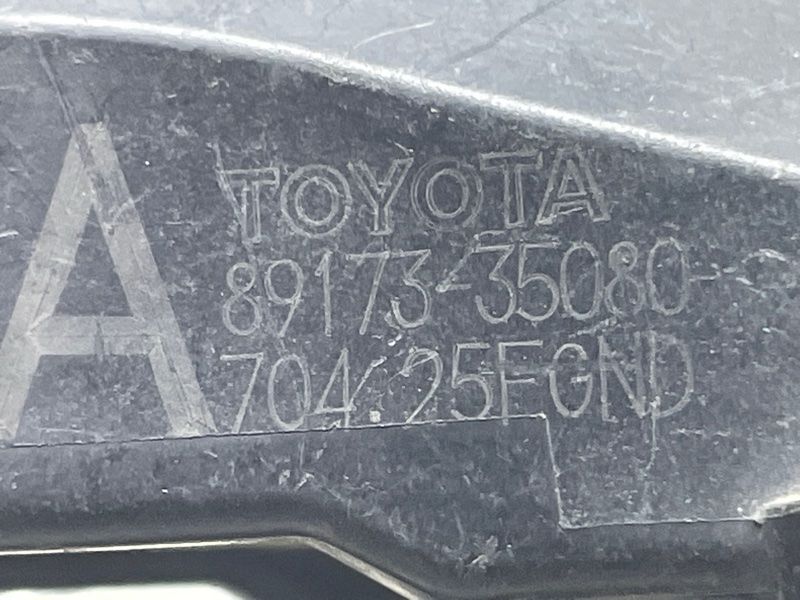 A
TOYOTA
89173-35080-
704.25FGND